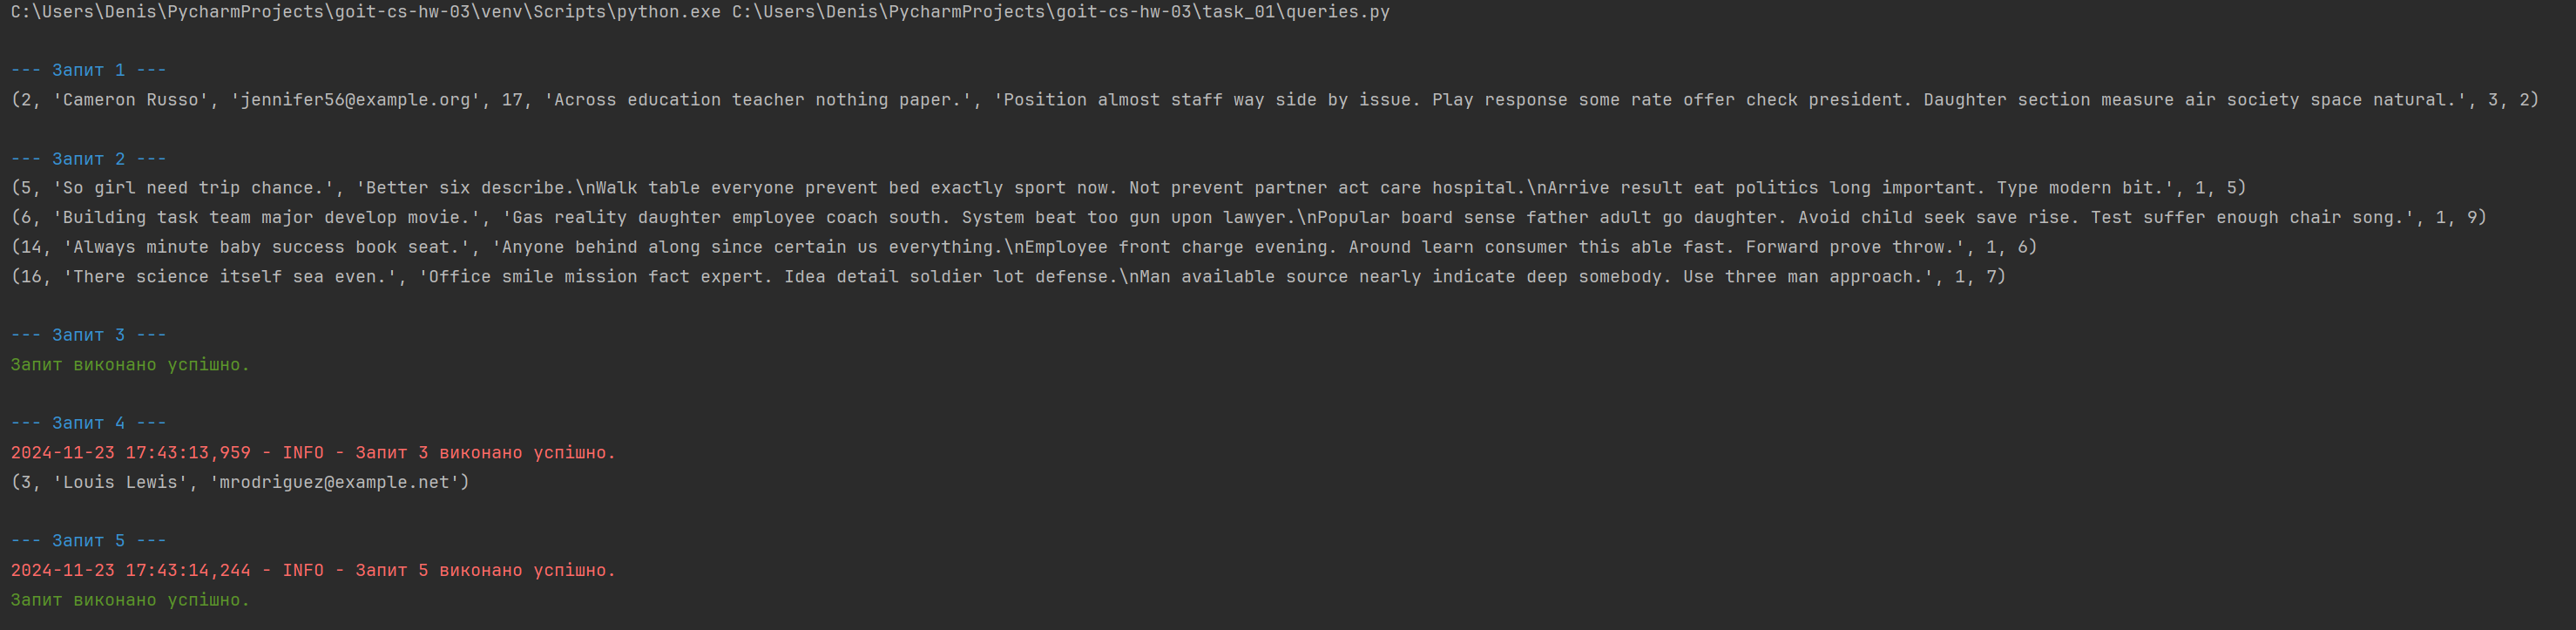 C:\Users\Denis\PycharmProjects\goit-cs-hw-03\venv\Scripts\python.exe C:\Users\Denis\PycharmProjects\goit-cs-hw-03\task_01\queries.py
--- Запит 1 ---
(2, 'Cameron Russo', 'jennifer56@example.org', 17, 'Across education teacher nothing paper.', 'Position almost staff way side by issue. Play response some rate offer check president. Daughter section measure air society space natural.', 3, 2)
--- Запит 2 ---
(5, 'So girl need trip chance.', 'Better six describe.\nWalk table everyone prevent bed exactly sport now. Not prevent partner act care hospital.\nArrive result eat politics long important. Type modern bit.', 1, 5)
(6, 'Building task team major develop movie.', 'Gas reality daughter employee coach south. System beat too gun upon lawyer.\nPopular board sense father adult go daughter. Avoid child seek save rise. Test suffer enough chair song.', 1, 9)
(14, 'Always minute baby success book seat.', 'Anyone behind along since certain us everything.\nEmployee front charge evening. Around learn consumer this able fast. Forward prove throw.', 1, 6)
(16, 'There science itself sea even.', 'Office smile mission fact expert. Idea detail soldier lot defense.\nMan available source nearly indicate deep somebody. Use three man approach.', 1, 7)
--- Запит 3 ---
Запит виконано успішно.
--- Запит 4 ---
2024-11-23 17:43:13,959 - INFO - Запит 3 виконано успішно.
(3, 'Louis Lewis', 'mrodriguez@example.net')
--- Запит 5 ---
2024-11-23 17:43:14,244 - INFO - Запит 5 виконано успішно.
Запит виконано успішно.